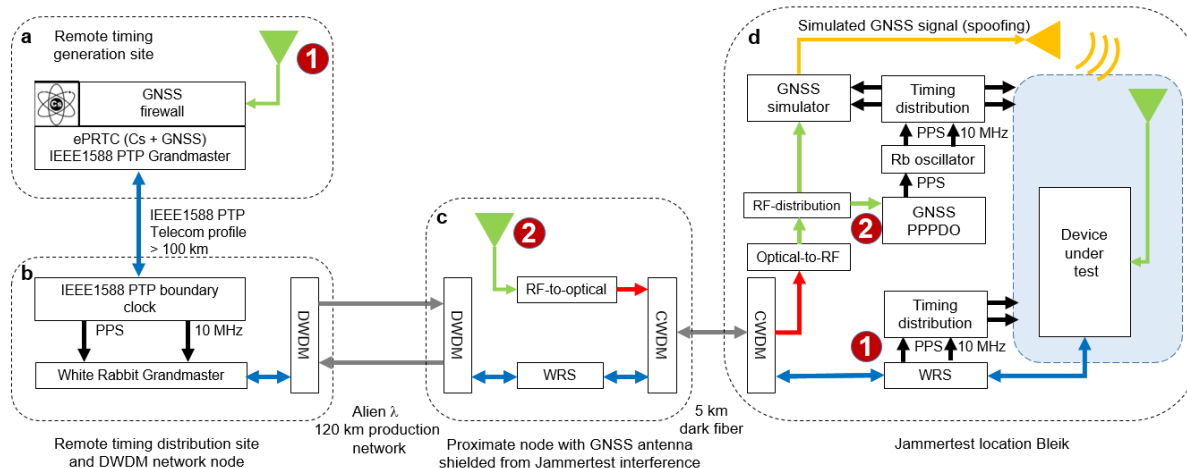 a
Remote timing
generation site
1
Cs
GNSS
firewall
ePRTC (Cs + GNSS)
IEEE1588 PTP Grandmaster
IEEE1588 PTP
Telecom profile
> 100 km
b
IEEE1588 PTP boundary
clock
PPS
10 MHz
White Rabbit Grandmaster
DWDM
Remote timing distribution site
and DWDM network node
Alien λ
120 km production
network
c
2
RF-to-optical
DWDM
CWDM
WRS
Proximate node with GNSS antenna
shielded from Jammertest interference
5 km
dark fiber
d
Simulated GNSS signal (spoofing)
GNSS
simulator
Timing
distribution
PPS
10 MHz
Rb oscillator
PPS
RF-distribution
2
GNSS
PPPDO
Optical-to-RF
CWDM
Device
under
test
Timing
distribution
1
PPS
10 MHz
WRS
Jammertest location Bleik